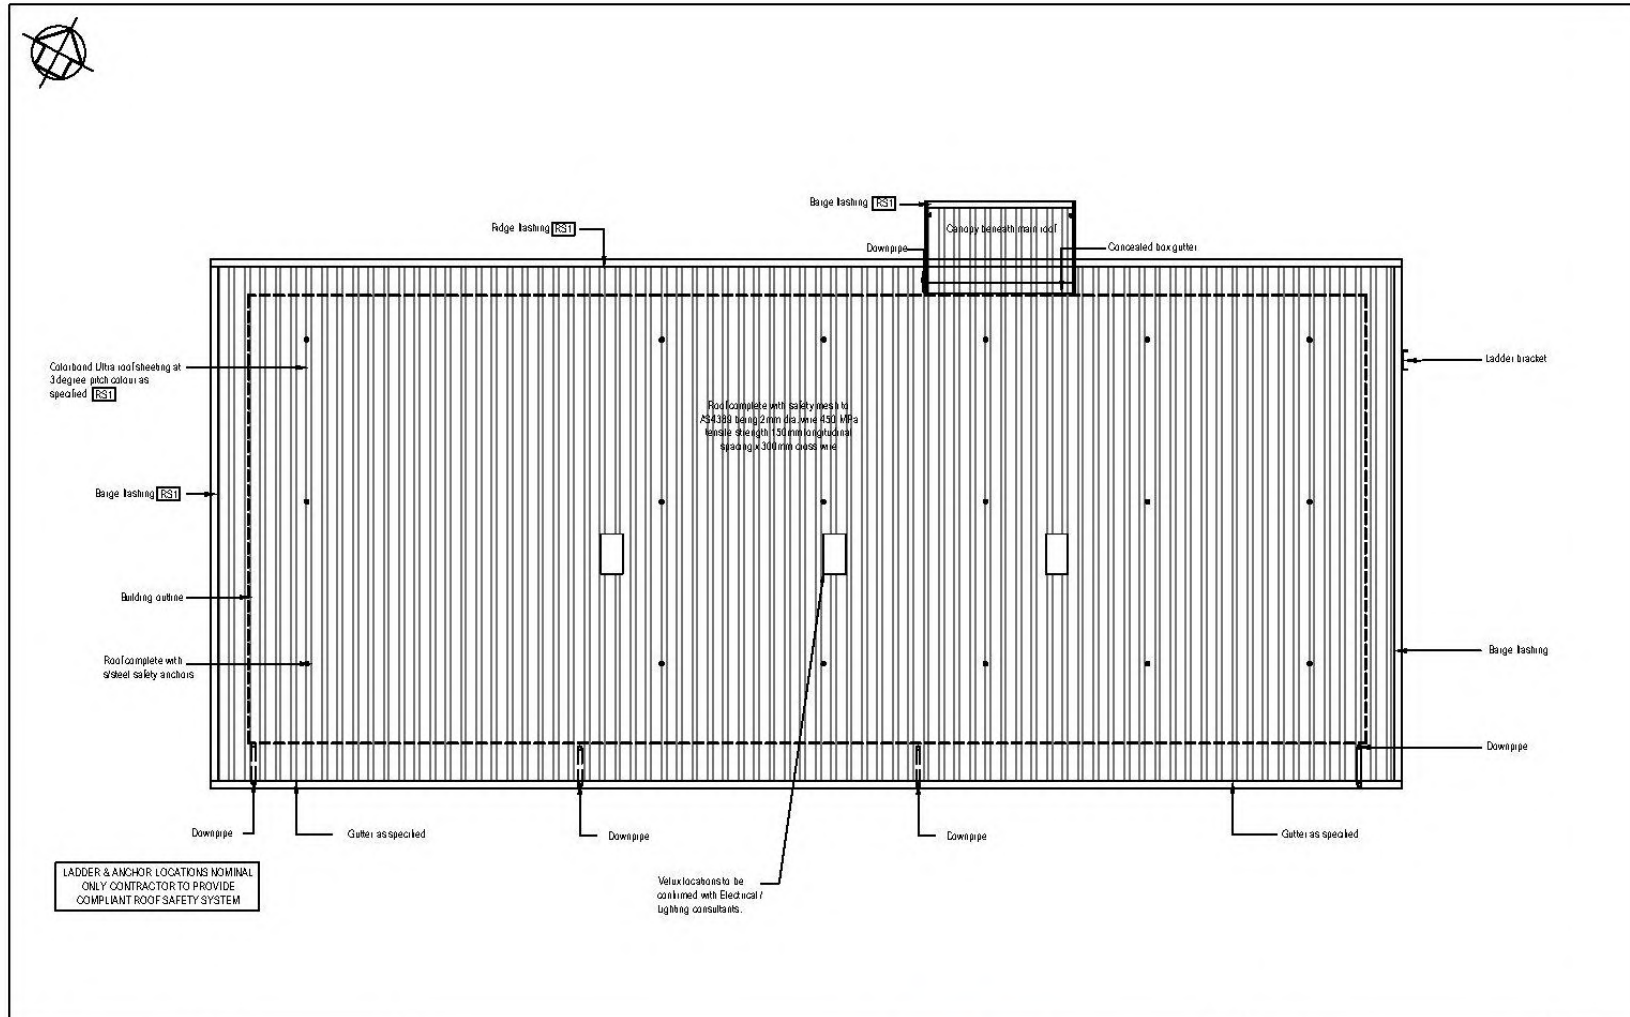 Barge flashing RS1
Ridge flashing RS1
Canopy beneath main roof
Downpipe
Concealed box gutter
Colorbond Ultra roof sheeting at
3 degree pitch colour as
specified RS1
Ladder bracket
Roof complete with safety mesh to
AS4389 being 2mm dia. wire 450 MPa
tensile strength 150mm longitudinal
spacing x 300mm cross wire
Barge flashing RS1
Building outline
Roof complete with
s/steel safety anchors
Barge flashing
Downpipe
Downpipe
Gutter as specified
Downpipe
Downpipe
Gutter as specified
LADDER & ANCHOR LOCATIONS NOMINAL
ONLY CONTRACTOR TO PROVIDE
COMPLIANT ROOF SAFETY SYSTEM
Velux locations to be
confirmed with Electrical /
Lighting consultants.